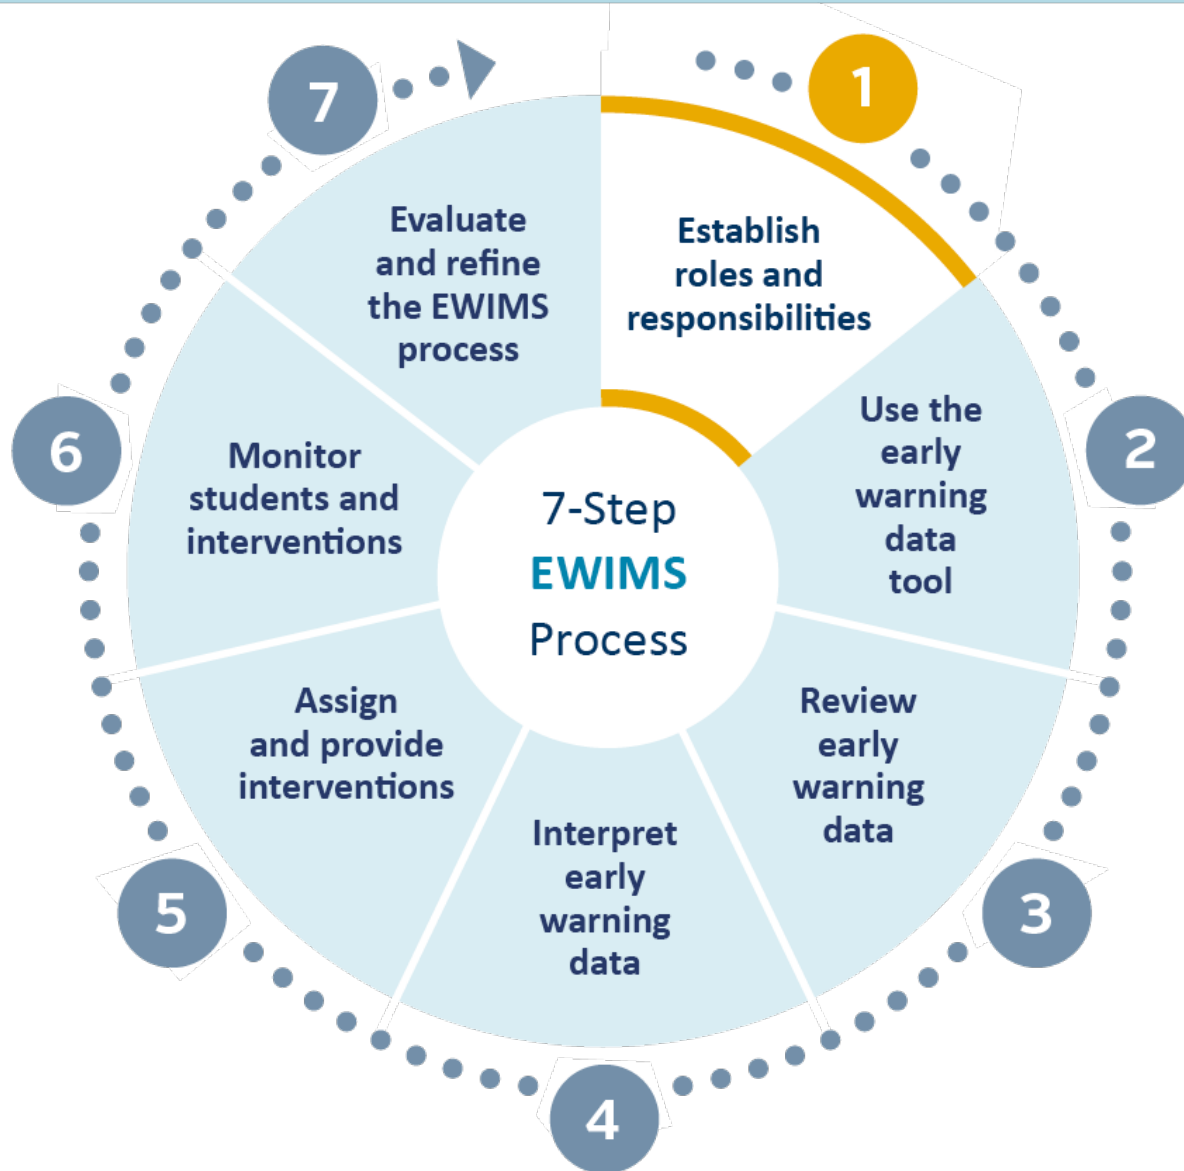 7-Step
EWIMS
Process
1
Establish
roles and
responsibilities
2
Use the
early
warning
data
tool
3
Review
early
warning
data
4
Interpret
early
warning
data
5
Assign
and provide
interventions
6
Monitor
students and
interventions
7
Evaluate
and refine
the EWIMS
process